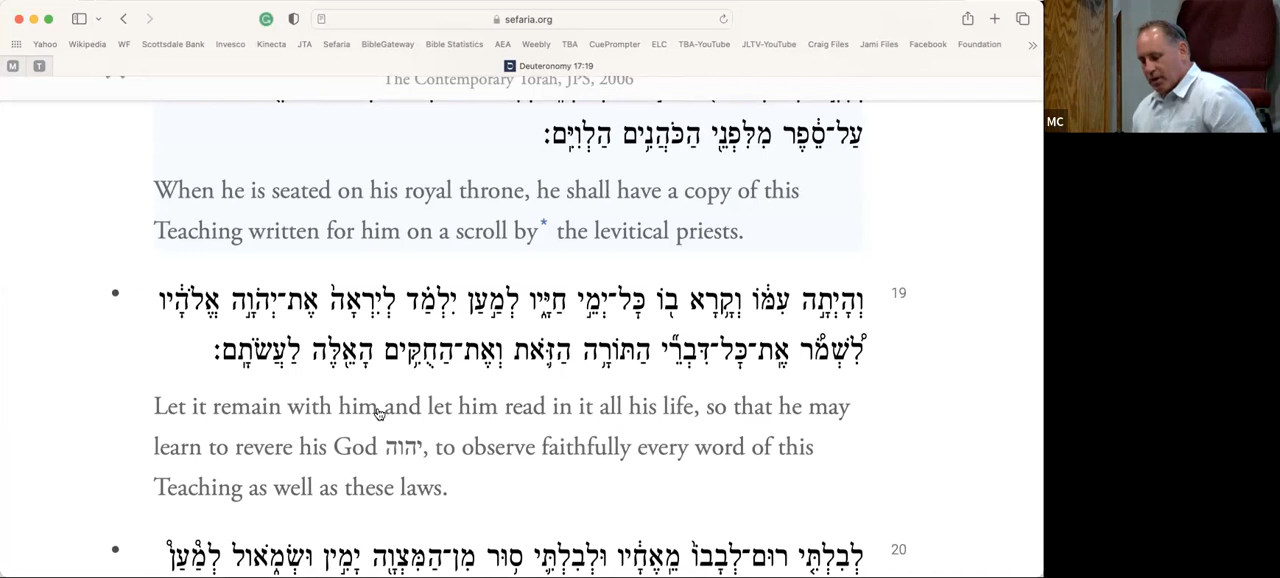 sefaria.org
Yahoo Wikipedia WF Scottsdale Bank Invesco Kinecta JTA Sefaria BibleGateway Bible Statistics AEA Weebly TBA CuePrompter ELC TBA-YouTube JLTV-YouTube Craig Files Jami Files Facebook Foundation
M T Deuteronomy 17:19
The Contemporary Torah, JPS, 2006
MC
עַל־סֵ֔פֶר מִלִּפְנֵ֥י הַכֹּהֲנִ֖ים הַלְוִיִּֽם׃
When he is seated on his royal throne, he shall have a copy of this
Teaching written for him on a scroll by* the levitical priests.
19
וְהָיְתָ֣ה עִמּ֔וֹ וְקָ֥רָא ב֖וֹ כׇּל־יְמֵ֣י חַיָּ֑יו לְמַ֣עַן יִלְמַ֗ד לְיִרְאָה֙ אֶת־יְהֹוָ֣ה אֱלֹהָ֔יו
לִ֠שְׁמֹ֠ר אֶֽת־כׇּל־דִּבְרֵ֞י הַתּוֹרָ֥ה הַזֹּ֛את וְאֶת־הַחֻקִּ֥ים הָאֵ֖לֶּה לַעֲשֹׂתָֽם׃
Let it remain with him and let him read in it all his life, so that he may
learn to revere his God יהוה, to observe faithfully every word of this
Teaching as well as these laws.
20
לְבִלְתִּ֤י רוּם־לְבָבוֹ֙ מֵֽאֶחָ֔יו וּלְבִלְתִּ֛י ס֥וּר מִן־הַמִּצְוָ֖ה יָמִ֣ין וּשְׂמֹ֑אול לְמַ֩עַן֩